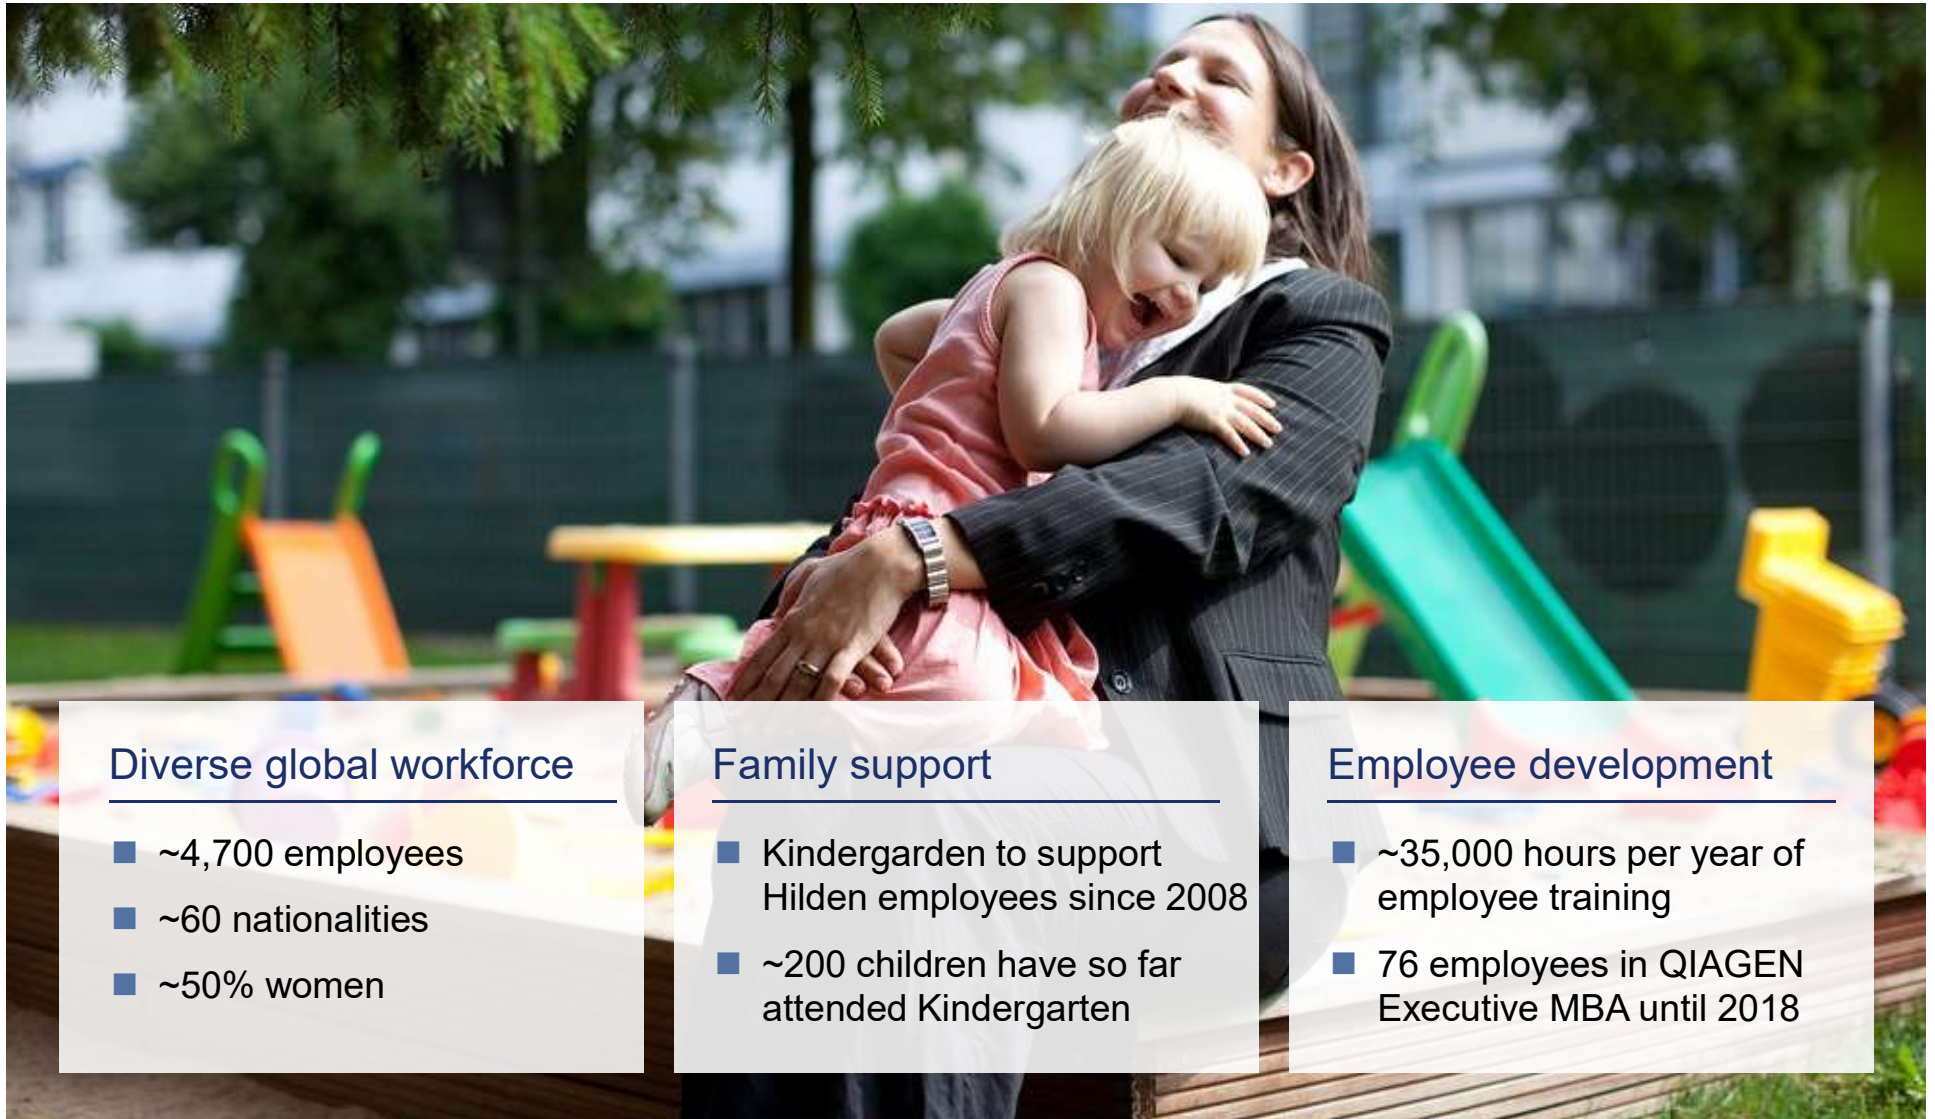 Diverse global workforce
~4,700 employees
~60 nationalities
~50% women
Family support
Kindergarden to support
Hilden employees since 2008
~200 children have so far
attended Kindergarten
Employee development
~35,000 hours per year of
employee training
76 employees in QIAGEN
Executive MBA until 2018